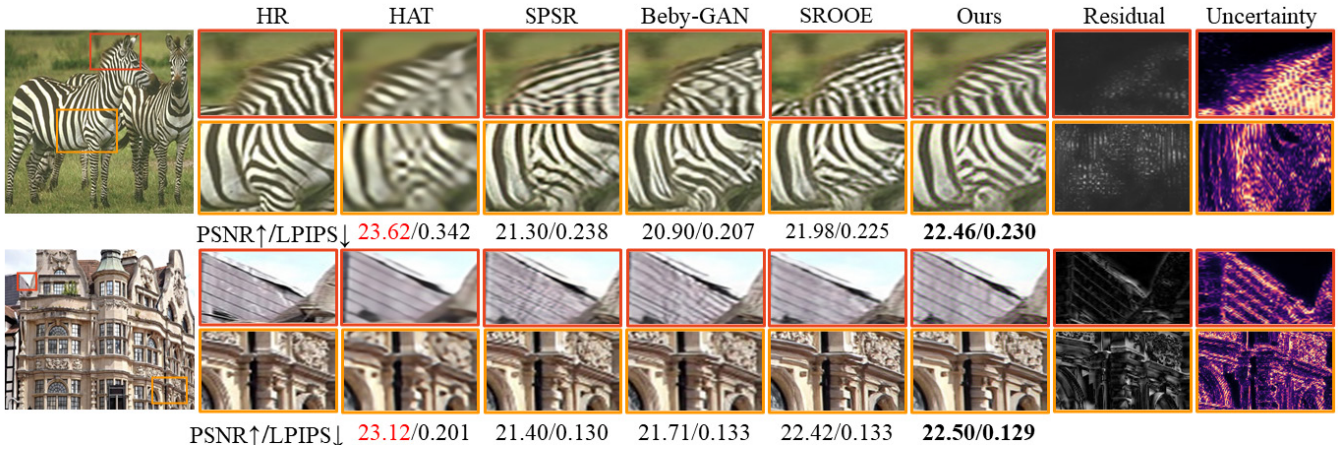 HR HAT SPSR Beby-GAN SROOE Ours Residual Uncertainty
PSNR↑/LPIPS↓ 23.62/0.342 21.30/0.238 20.90/0.207 21.98/0.225 22.46/0.230
PSNR↑/LPIPS↓ 23.12/0.201 21.40/0.130 21.71/0.133 22.42/0.133 22.50/0.129